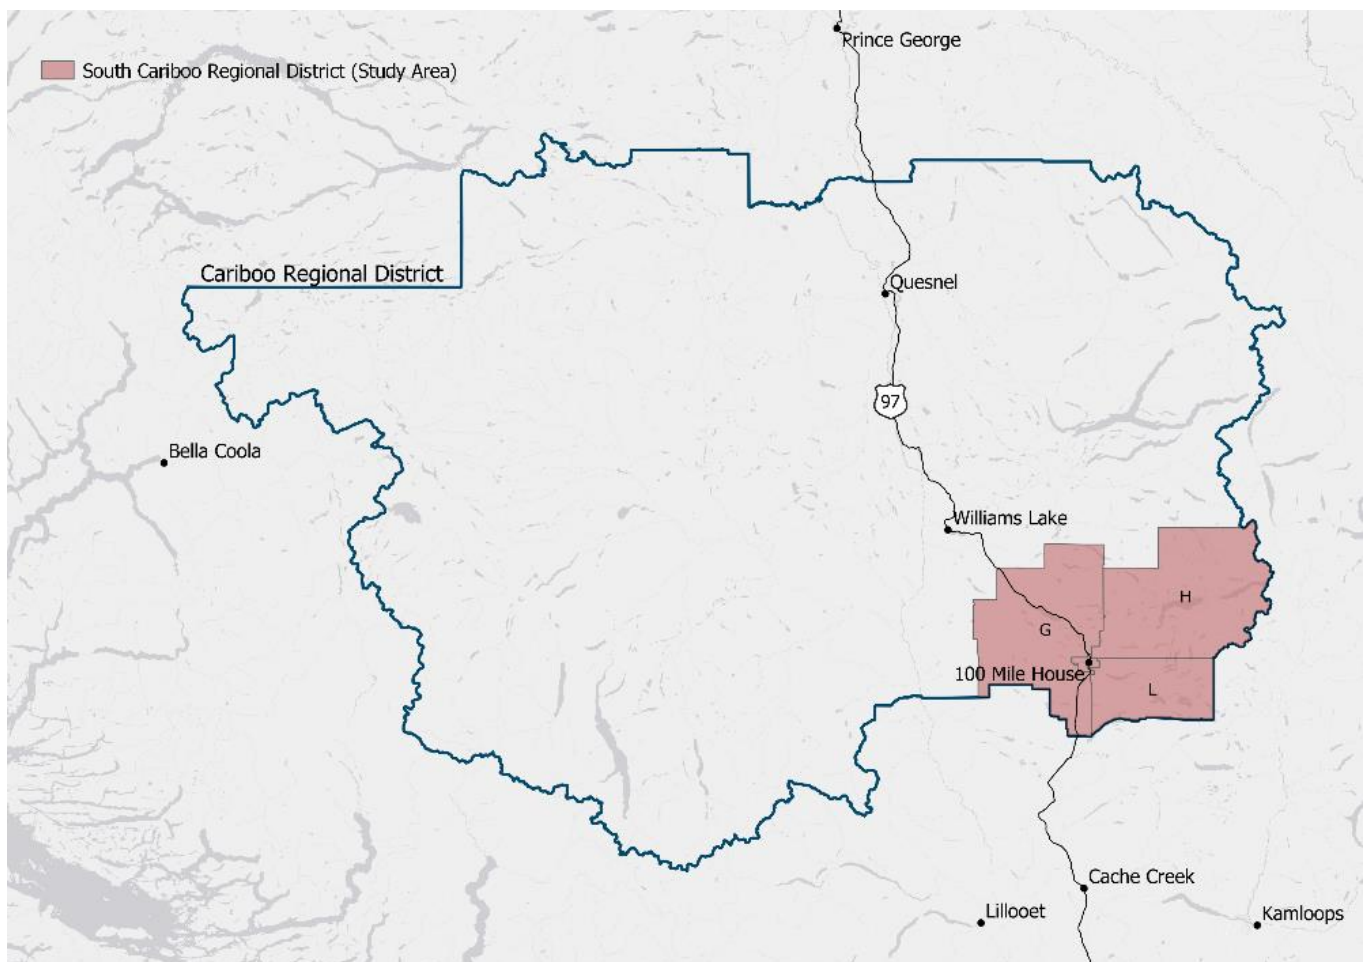 Prince George
South Cariboo Regional District (Study Area)
Cariboo Regional District
Quesnel
97
Bella Coola
Williams Lake
H
G
100 Mile House
L
Cache Creek
Lillooet
Kamloops